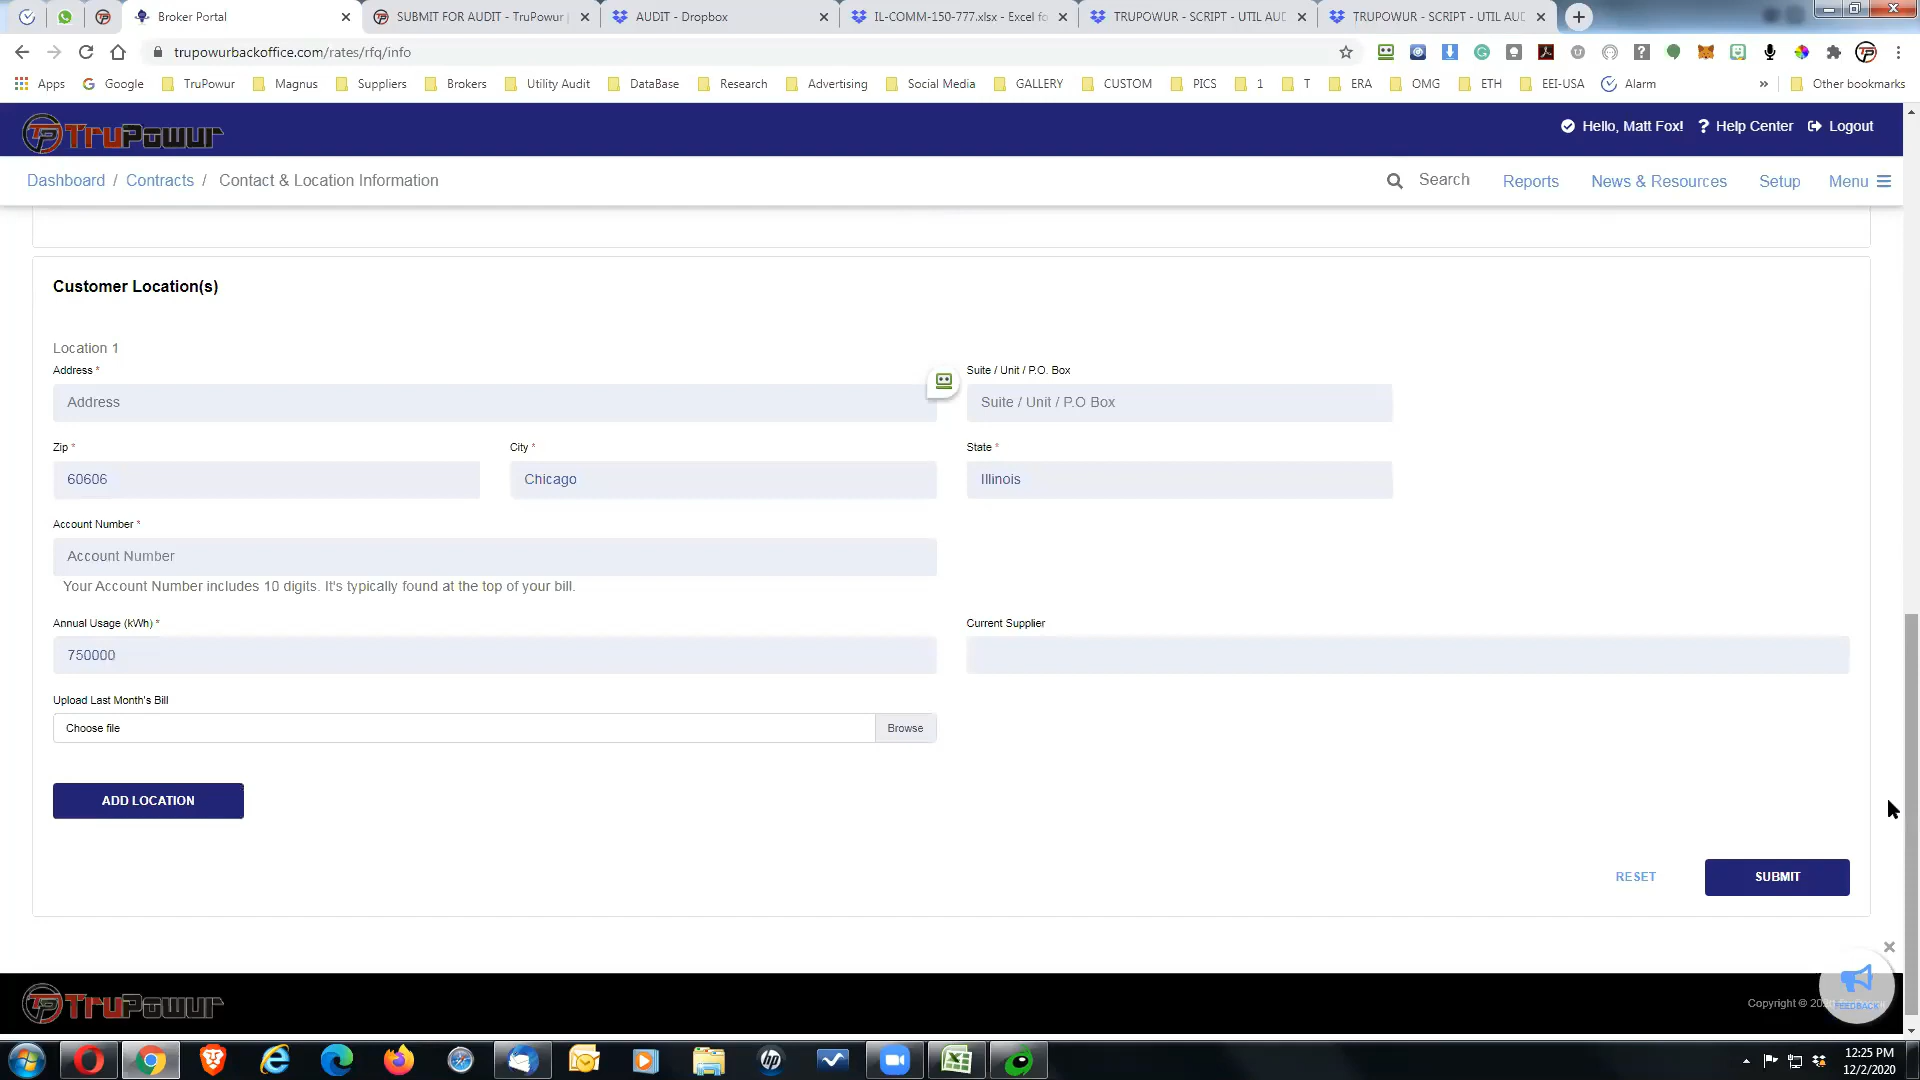 Broker Portal
SUBMIT FOR AUDIT - TruPowur
AUDIT - Dropbox
IL-COMM-150-777.xlsx - Excel fo
TRUPOWUR - SCRIPT - UTIL AUD
TRUPOWUR - SCRIPT - UTIL AUD
trupowurbackoffice.com/rates/rfq/info
Apps Google TruPowur Magnus Suppliers Brokers Utility Audit DataBase Research Advertising Social Media GALLERY CUSTOM PICS 1 T ERA OMG ETH EEI-USA Alarm » Other bookmarks
TruPowur
Hello, Matt Fox! ? Help Center Logout
Dashboard / Contracts / Contact & Location Information
Search Reports News & Resources Setup Menu
Customer Location(s)
Location 1
Address *
Suite / Unit / P.O. Box
Address
Suite / Unit / P.O Box
Zip *
City *
State *
60606
Chicago
Illinois
Account Number *
Account Number
Your Account Number includes 10 digits. It's typically found at the top of your bill.
Annual Usage (kWh) *
Current Supplier
750000
Upload Last Month's Bill
Choose file
Browse
ADD LOCATION
RESET
SUBMIT
TruPowur
Copyright ©
FEEDBACK
12:25 PM
12/2/2020